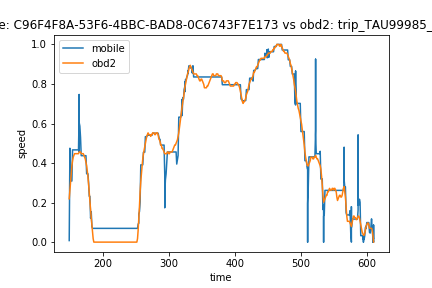 e: C96F4F8A-53F6-4BBC-BAD8-0C6743F7E173 vs obd2: trip_TAU99985_
mobile
obd2
1.0
0.8
0.6
0.4
0.2
0.0
speed
200 300 400 500 600
time